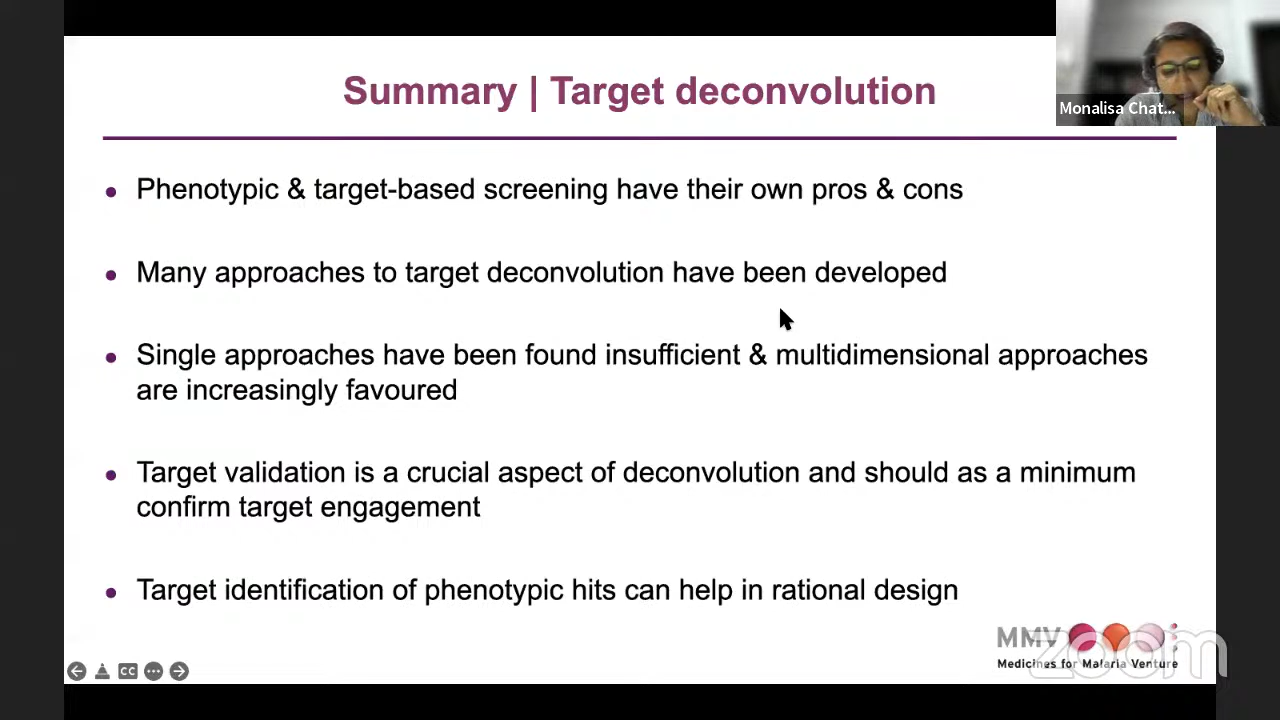 Summary | Target deconvolution
Monalisa Chat...
• Phenotypic & target-based screening have their own pros & cons
• Many approaches to target deconvolution have been developed
• Single approaches have been found insufficient & multidimensional approaches
are increasingly favoured
• Target validation is a crucial aspect of deconvolution and should as a minimum
confirm target engagement
• Target identification of phenotypic hits can help in rational design
MMV
zoom
Medicines for Malaria Venture
CC